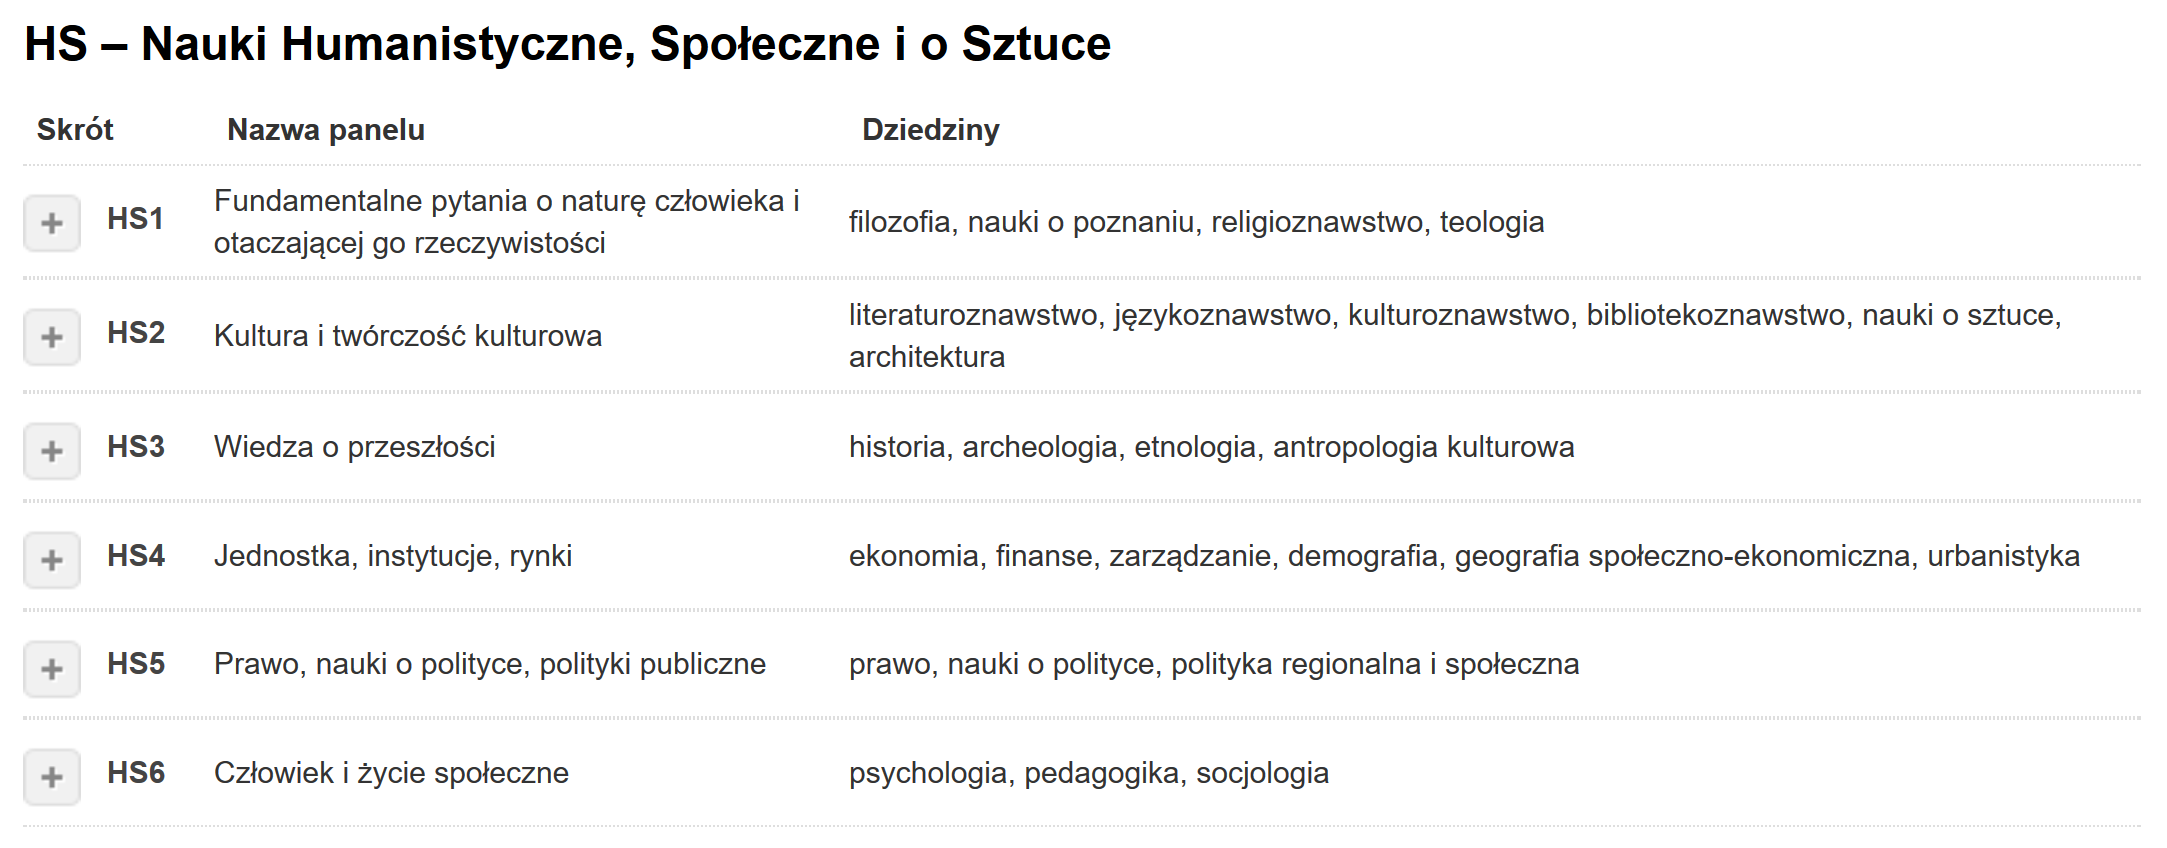 HS – Nauki Humanistyczne, Społeczne i o Sztuce
Skrót Nazwa panelu Dziedziny
HS1 Fundamentalne pytania o naturę człowieka i otaczającej go rzeczywistości filozofia, nauki o poznaniu, religioznawstwo, teologia
HS2 Kultura i twórczość kulturowa literaturoznawstwo, językoznawstwo, kulturoznawstwo, bibliotekoznawstwo, nauki o sztuce, architektura
HS3 Wiedza o przeszłości historia, archeologia, etnologia, antropologia kulturowa
HS4 Jednostka, instytucje, rynki ekonomia, finanse, zarządzanie, demografia, geografia społeczno-ekonomiczna, urbanistyka
HS5 Prawo, nauki o polityce, polityki publiczne prawo, nauki o polityce, polityka regionalna i społeczna
HS6 Człowiek i życie społeczne psychologia, pedagogika, socjologia